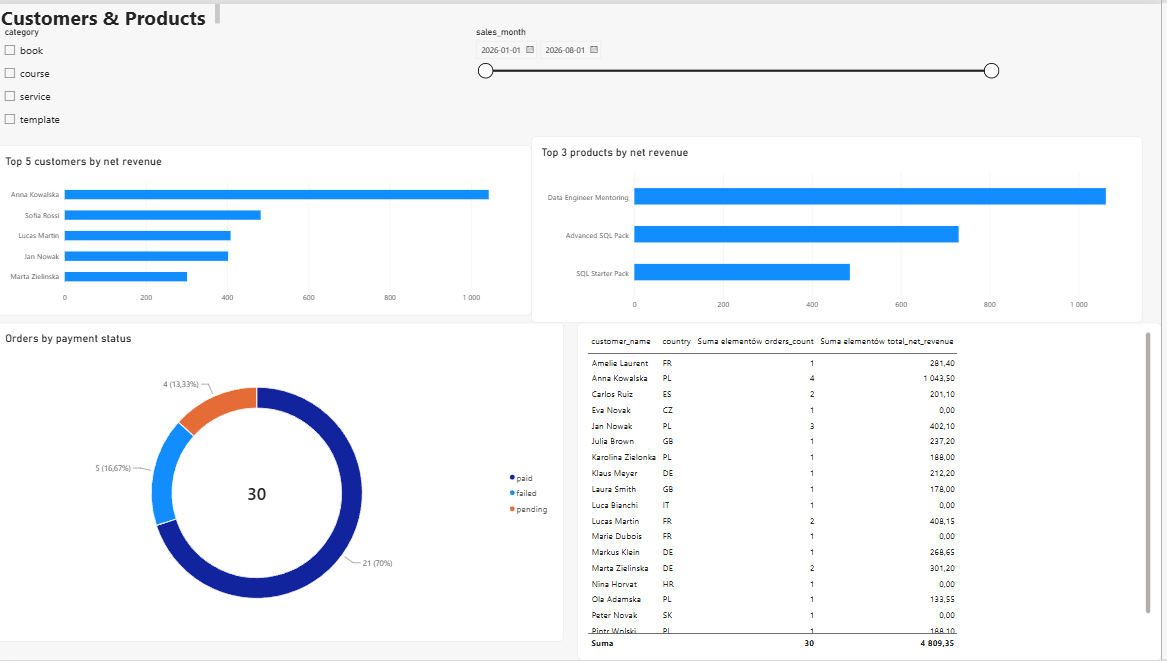 Customers & Products
category
book
course
service
template
sales_month
2026-01-01 2026-08-01
Top 5 customers by net revenue
Anna Kowalska
Sofia Rossi
Lucas Martin
Jan Nowak
Marta Zielinska
0 200 400 600 800 1 000
Top 3 products by net revenue
Data Engineer Mentoring
Advanced SQL Pack
SQL Starter Pack
0 200 400 600 800 1 000
Orders by payment status
4 (13,33%)
5 (16,67%)
30
21 (70%)
paid
failed
pending
customer_name country Suma elementów orders_count Suma elementów total_net_revenue
Amelie Laurent FR 1 281,40
Anna Kowalska PL 4 1 043,50
Carlos Ruiz ES 2 201,10
Eva Novak CZ 1 0,00
Jan Nowak PL 3 402,10
Julia Brown GB 1 237,20
Karolina Zielonka PL 1 188,00
Klaus Meyer DE 1 212,20
Laura Smith GB 1 178,00
Luca Bianchi IT 1 0,00
Lucas Martin FR 2 408,15
Marie Dubois FR 1 0,00
Markus Klein DE 1 268,65
Marta Zielinska DE 2 301,20
Nina Horvat HR 1 0,00
Ola Adamska PL 1 133,55
Peter Novak SK 1 0,00
Piotr Wolski PL 1 188,10
Suma 30 4 809,35